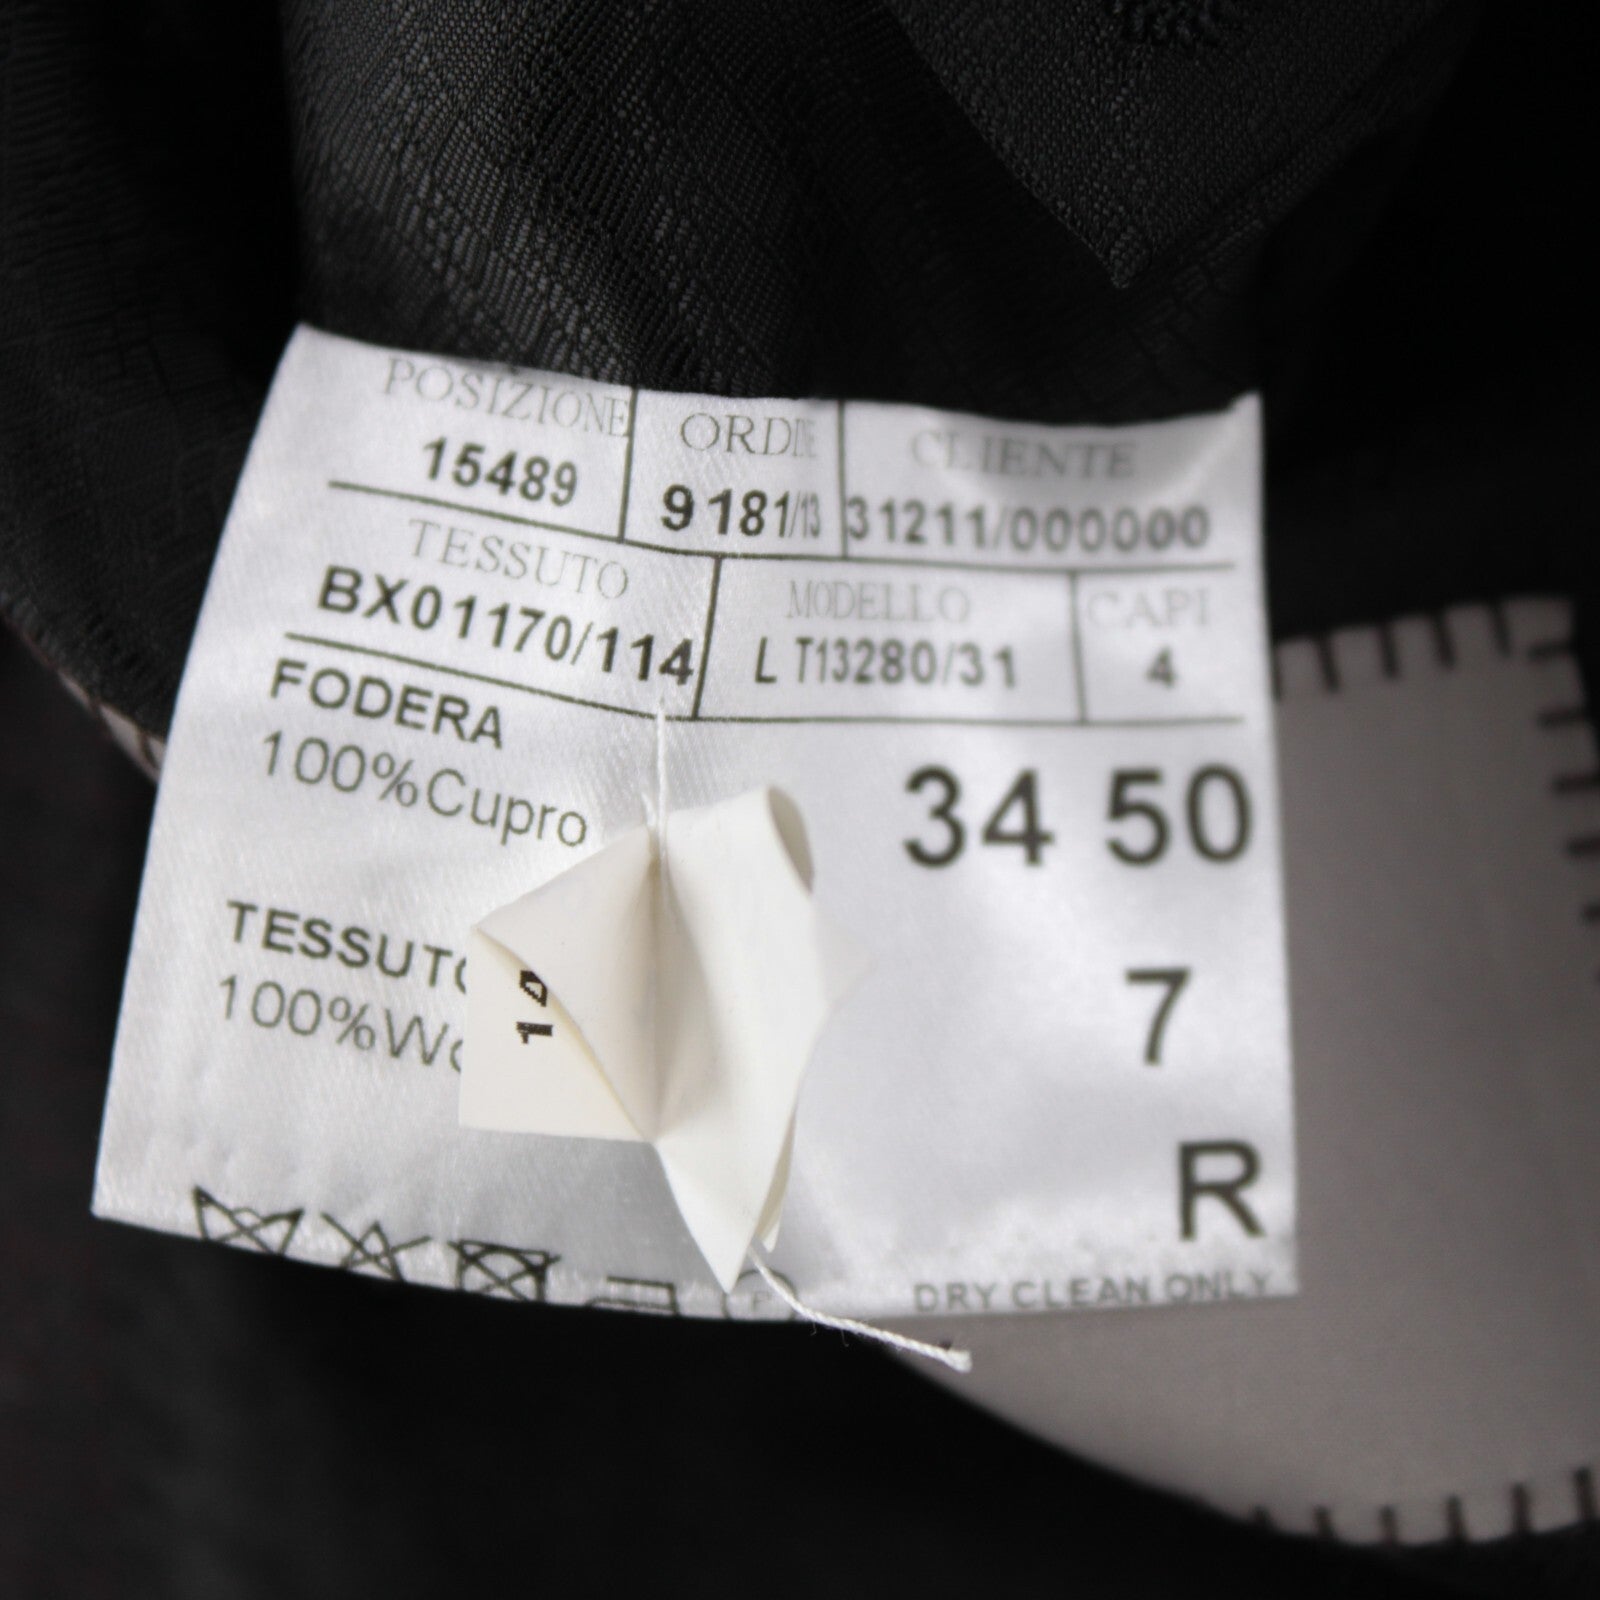 POSIZIONE ORDINE CLIENTE
15489 9181/13 31211/000000
TESSUTO MODELLO CAPI
BX01170/114 L T13280/31 4
FODERA
100%Cupro
34 50
TESSUTO
100%Wo
14
7
R
P
DRY CLEAN ONLY